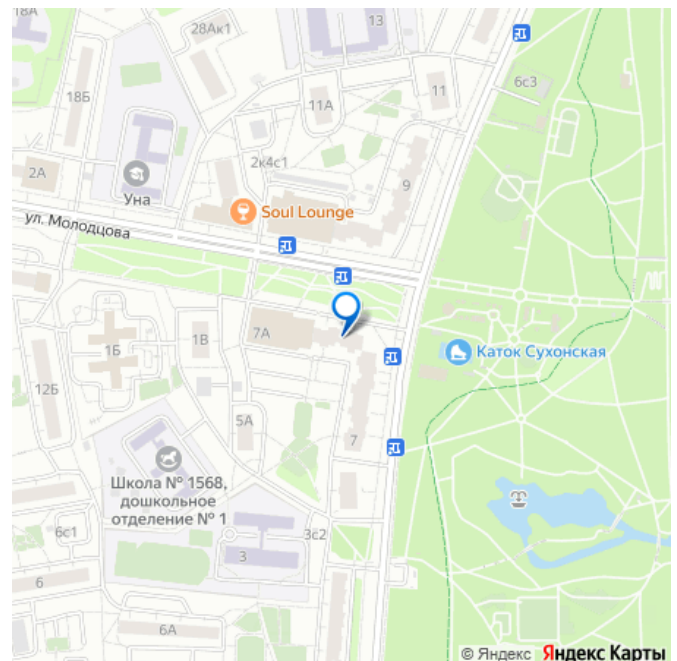 18А
28Ак1
13
6с3
18Б
11А
11
2А
2к4с1
9
Уна
Soul Lounge
ул. Молодцова
7А
1Б
1В
Каток Сухонская
12Б
5А
7
Школа № 1568,
дошкольное
отделение № 1
6с1
3с2
3
6
6А
© Яндекс Яндекс Карты